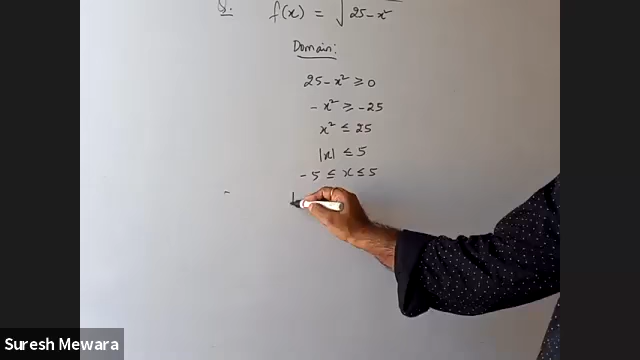 Q. f(x) = √25-x²
Domain:
25-x² ≥ 0
-x² ≥ -25
x² ≤ 25
|x| ≤ 5
-5 ≤ x ≤ 5
Suresh Mewara